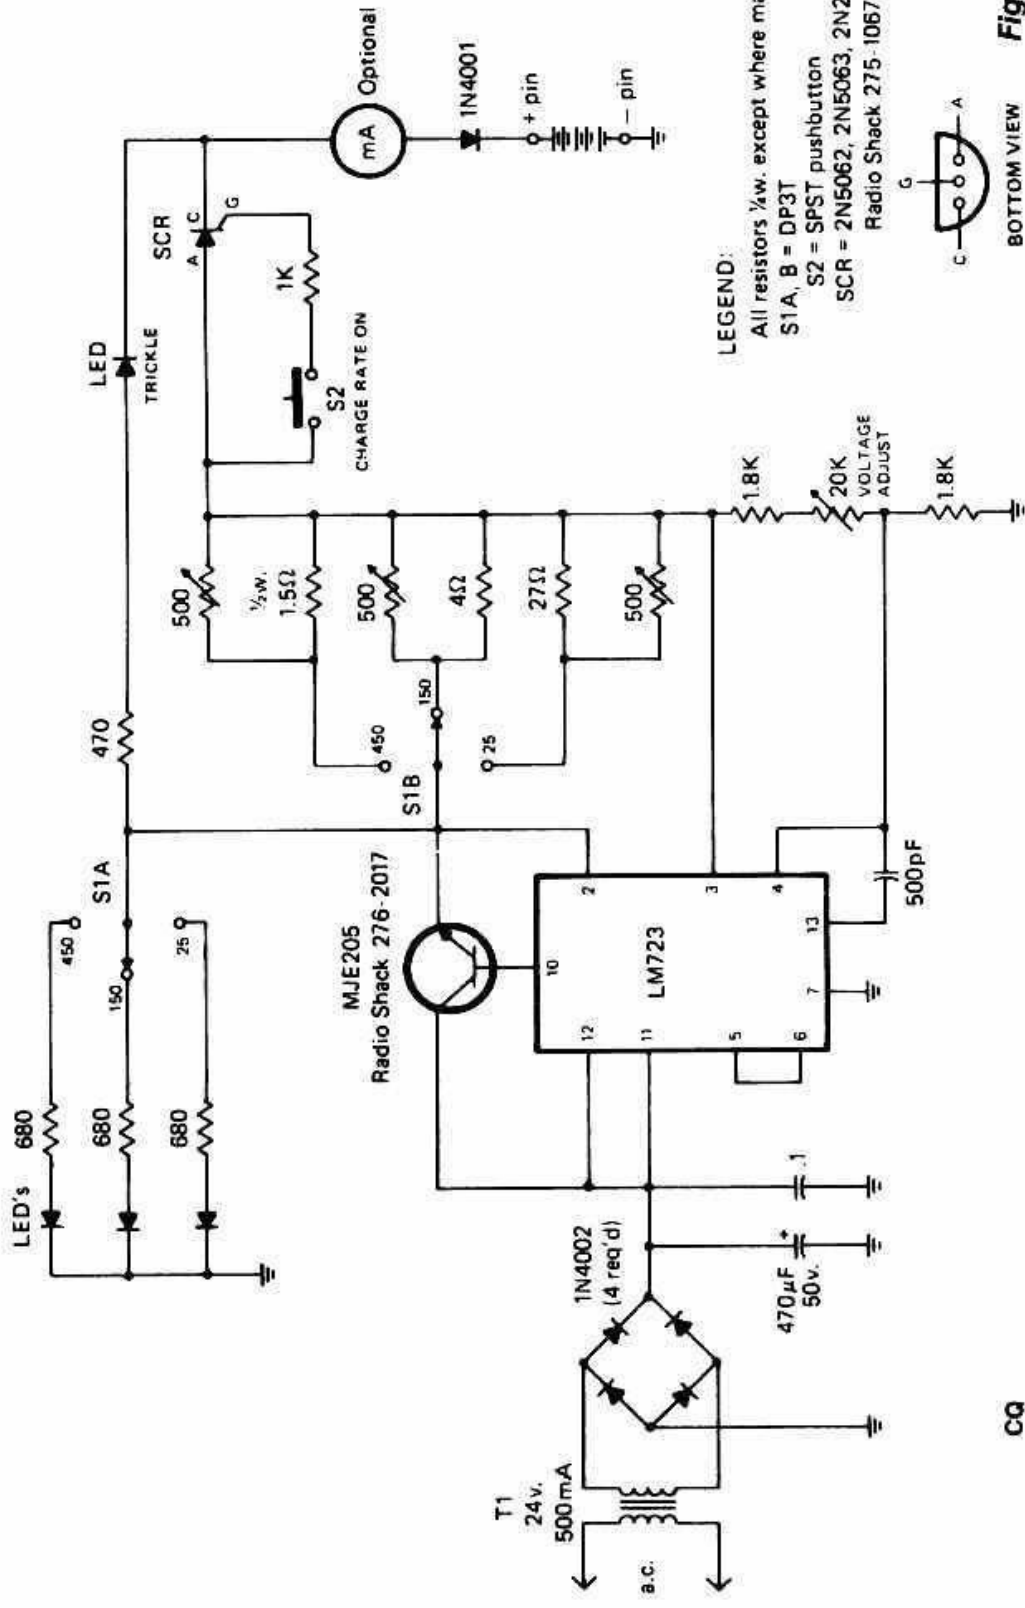 LED's
680
680
680
S1A
450
150
25
470
LED
TRICKLE
SCR
A
C
G
1K
S2
CHARGE RATE ON
mA
Optional
1N4001
+ pin
– pin
MJE205
Radio Shack 276-2017
S1B
450
150
25
500
½w.
1.5Ω
500
4Ω
27Ω
500
T1
24v.
500mA
a.c.
1N4002
(4 req'd)
470µF
50v.
+
.1
LM723
12
11
5
6
10
2
3
4
13
7
500pF
1.8K
20K
VOLTAGE
ADJUST
1.8K
LEGEND:
All resistors ¼w. except where
S1A, B = DP3T
S2 = SPST pushbutton
SCR = 2N5062, 2N5063,
Radio Shack 275-1067
G
C
A
BOTTOM VIEW
CQ